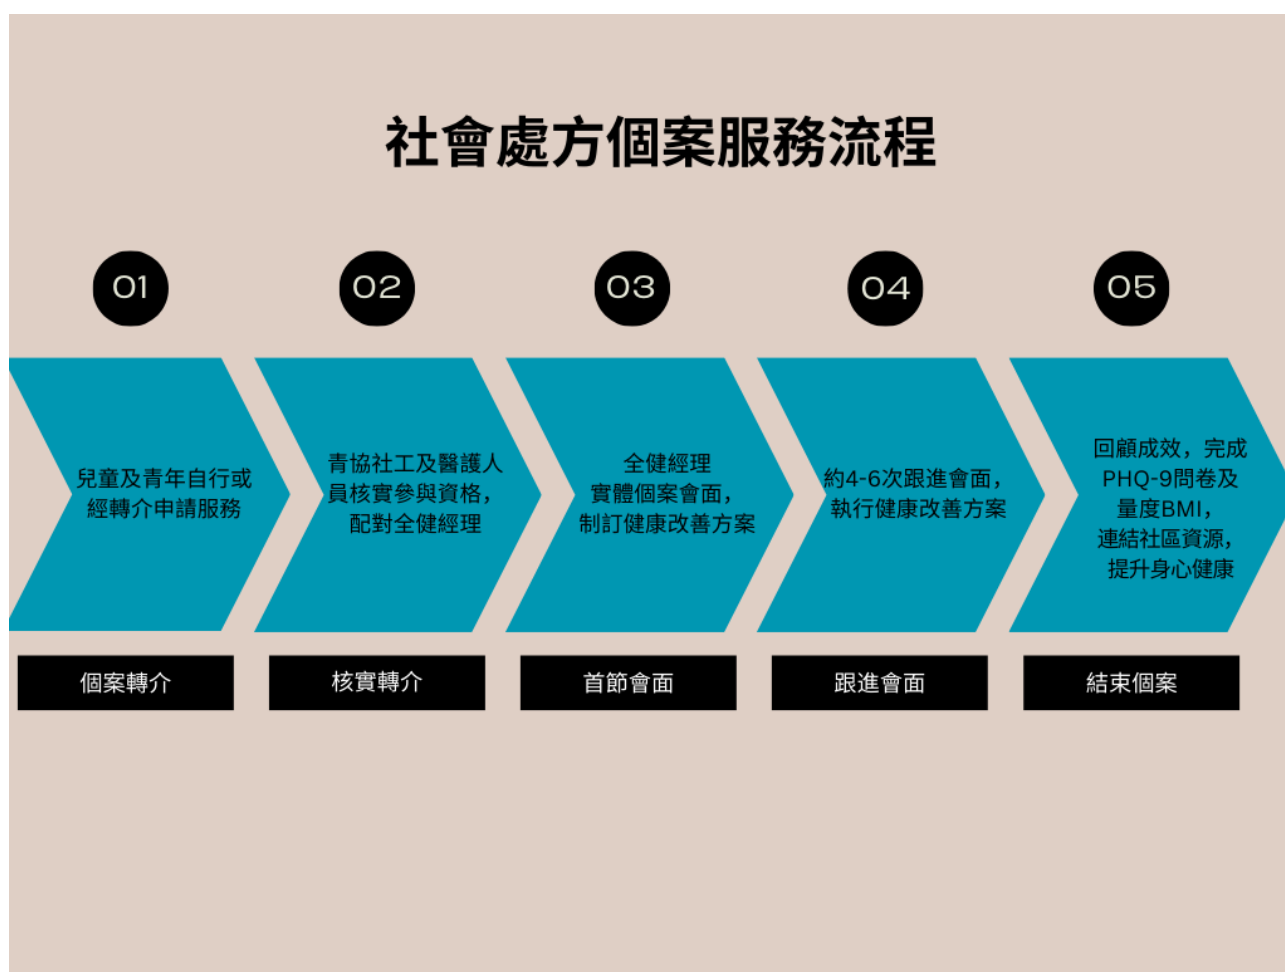 社會處方個案服務流程
01
02
03
04
05
兒童及青年自行或
經轉介申請服務
青協社工及醫護人
員核實參與資格，
配對全健經理
全健經理
實體個案會面，
制訂健康改善方案
約4-6次跟進會面，
執行健康改善方案
回顧成效，完成
PHQ-9問卷及
量度BMI，
連結社區資源，
提升身心健康
個案轉介
核實轉介
首節會面
跟進會面
結束個案